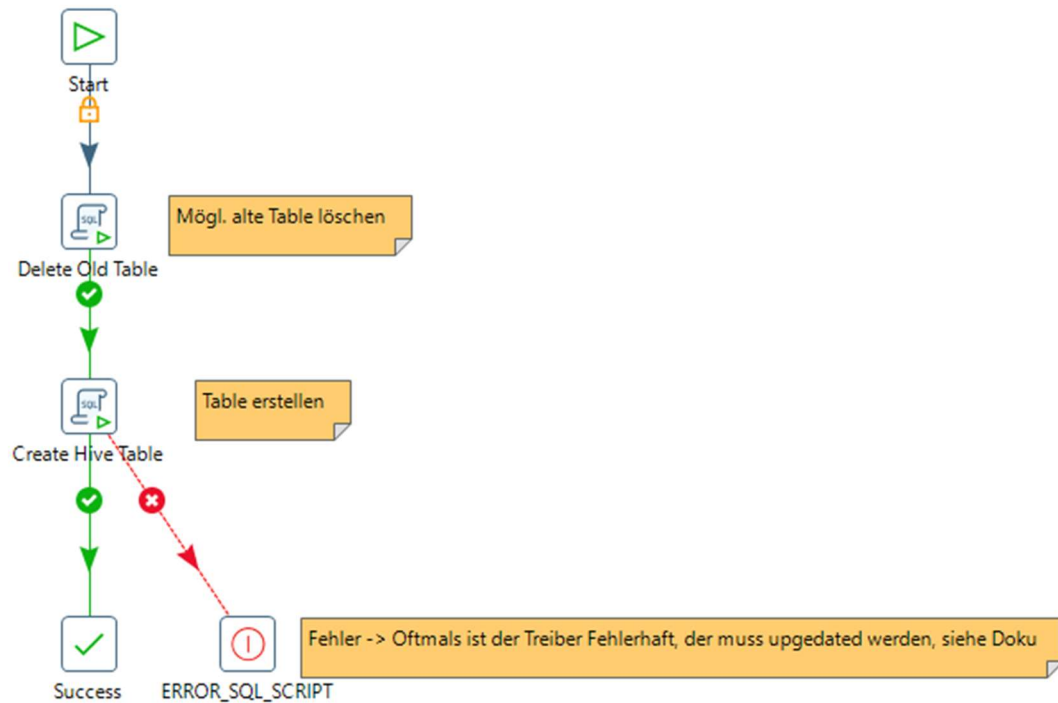 Start
Mögl. alte Table löschen
Delete Old Table
Table erstellen
Create Hive Table
Fehler -> Oftmals ist der Treiber Fehlerhaft, der muss upgedated werden, siehe Doku
Success
ERROR_SQL_SCRIPT
SQL
SQL